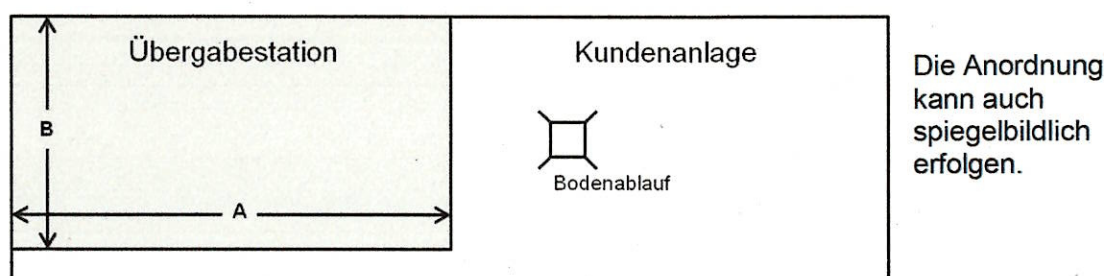 Übergabestation
Kundenanlage
B
A
Bodenablauf
Die Anordnung
kann auch
spiegelbildlich
erfolgen.